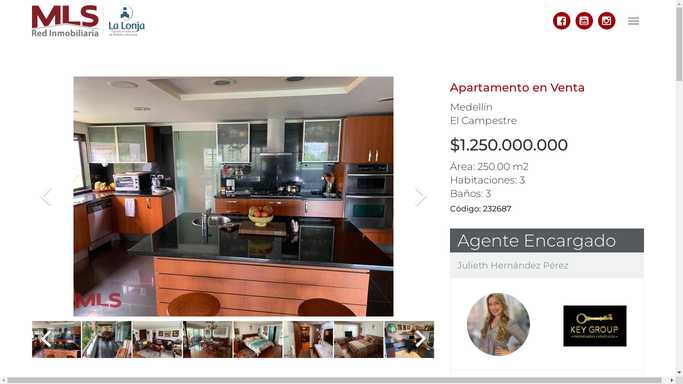 MLS
Red Inmobiliaria
La Lonja
Apartamento en Venta
Medellín
El Campestre
$1.250.000.000
Área: 250.00 m2
Habitaciones: 3
Baños: 3
Código: 232687
Agente Encargado
Julieth Hernández Pérez
MLS
KEY GROUP